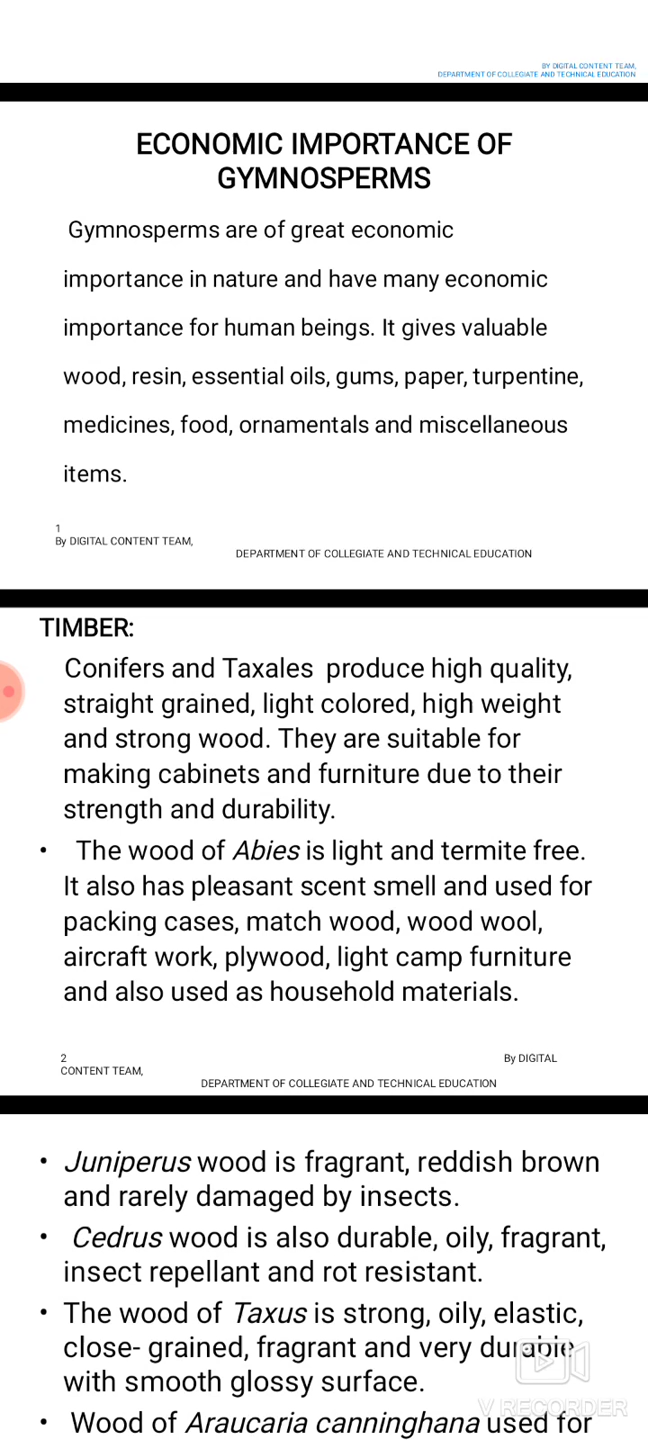 BY DIGITAL CONTENT TEAM,
DEPARTMENT OF COLLEGIATE AND TECHNICAL EDUCATION
ECONOMIC IMPORTANCE OF
GYMNOSPERMS
Gymnosperms are of great economic
importance in nature and have many economic
importance for human beings. It gives valuable
wood, resin, essential oils, gums, paper, turpentine,
medicines, food, ornamentals and miscellaneous
items.
1
By DIGITAL CONTENT TEAM,
DEPARTMENT OF COLLEGIATE AND TECHNICAL EDUCATION
TIMBER:
Conifers and Taxales produce high quality,
straight grained, light colored, high weight
and strong wood. They are suitable for
making cabinets and furniture due to their
strength and durability.
• The wood of Abies is light and termite free.
It also has pleasant scent smell and used for
packing cases, match wood, wood wool,
aircraft work, plywood, light camp furniture
and also used as household materials.
2 By DIGITAL
CONTENT TEAM,
DEPARTMENT OF COLLEGIATE AND TECHNICAL EDUCATION
• Juniperus wood is fragrant, reddish brown
and rarely damaged by insects.
• Cedrus wood is also durable, oily, fragrant,
insect repellant and rot resistant.
• The wood of Taxus is strong, oily, elastic,
close- grained, fragrant and very durable
with smooth glossy surface.
V RECORDER
• Wood of Araucaria canninghana used for